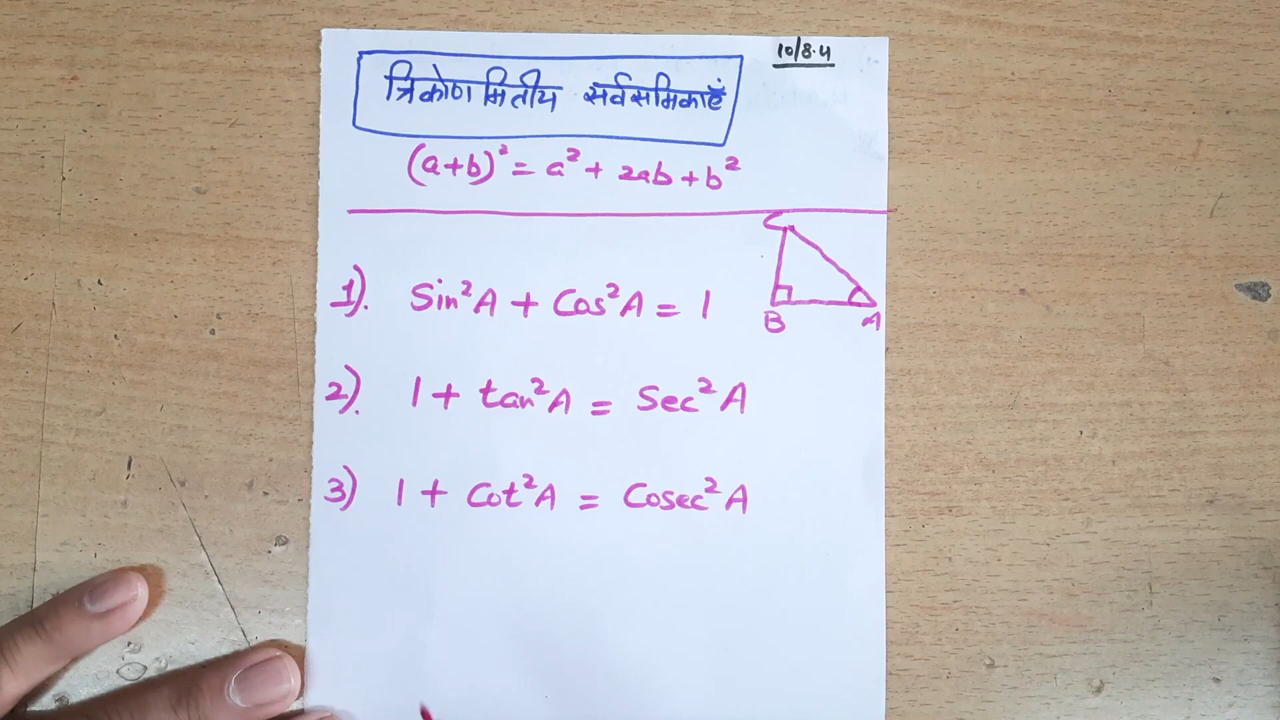 10/8.4
त्रिकोणमितीय सर्वसमिकाएं
(a+b)² = a² + 2ab + b²
C
1). Sin²A + Cos²A = 1
B A
2). 1 + tan²A = Sec²A
3) 1 + Cot²A = Cosec²A